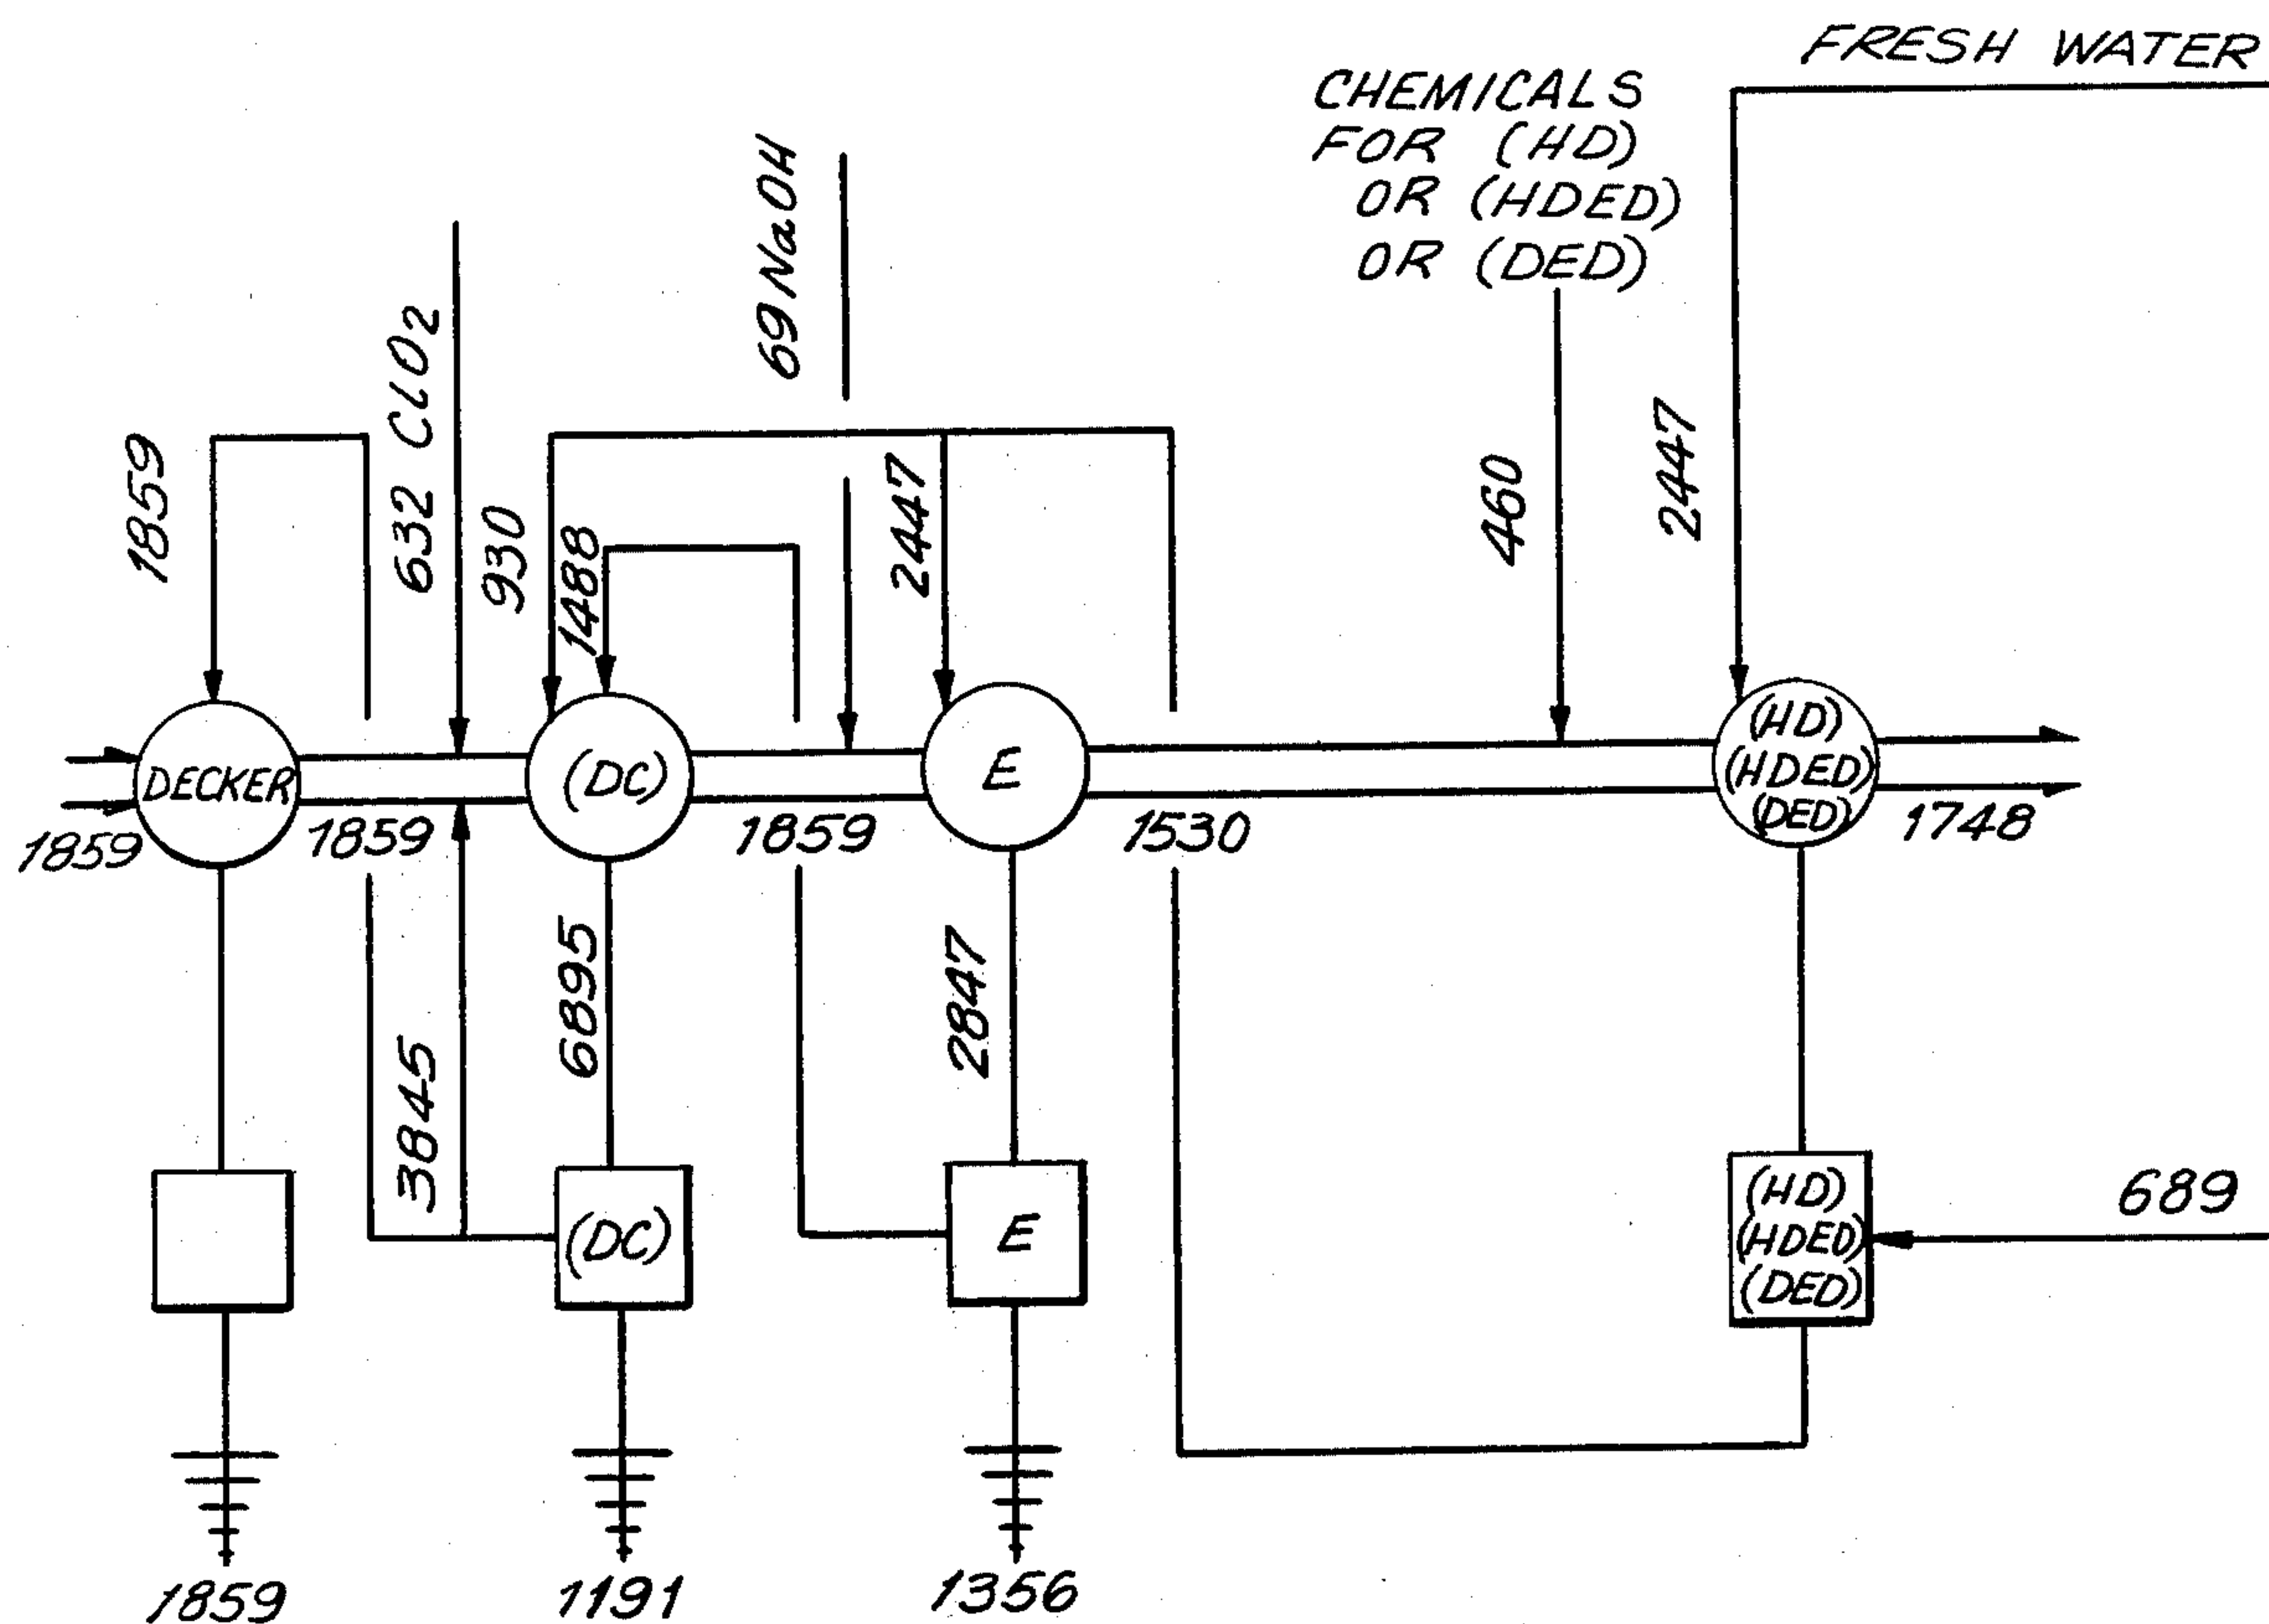 FRESH WATER
CHEMICALS
FOR (HD)
OR (HDED)
OR (DED)
69 NaOH
632 ClO2
1859
930
1488
2447
460
2447
DECKER
(DC)
E
(HD)
(HDED)
(DED)
1859
1859
1859
1530
1748
6895
2847
3845
(DC)
E
(HD)
(HDED)
(DED)
689
1859
1191
1356